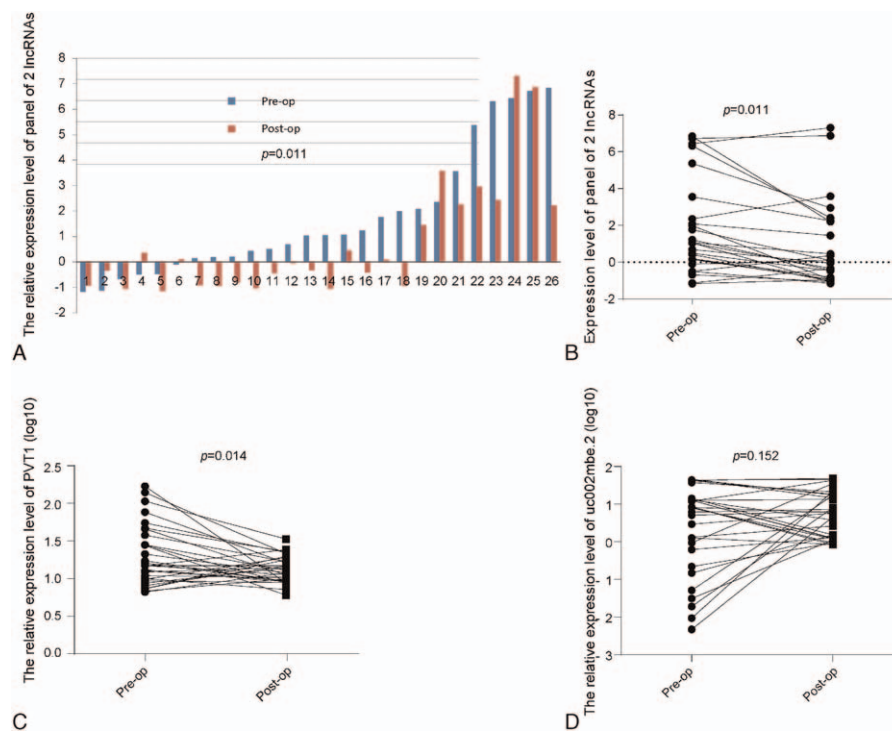 The relative expression level of panel of 2 lncRNAs
8
7
6
5
4
3
2
1
0
-1
-2
Pre-op
Post-op
p=0.011
1 2 3 4 5 6 7 8 9 10 11 12 13 14 15 16 17 18 19 20 21 22 23 24 25 26
A
Expression level of panel of 2 lncRNAs
p=0.011
8
6
4
2
0
-2
Pre-op
Post-op
B
The relative expression level of PVT1 (log10)
p=0.014
2.5
2.0
1.5
1.0
0.5
0.0
Pre-op
Post-op
C
The relative expression level of uc002mbe.2 (log10)
p=0.152
2
1
0
1
2
3
Pre-op
Post-op
D